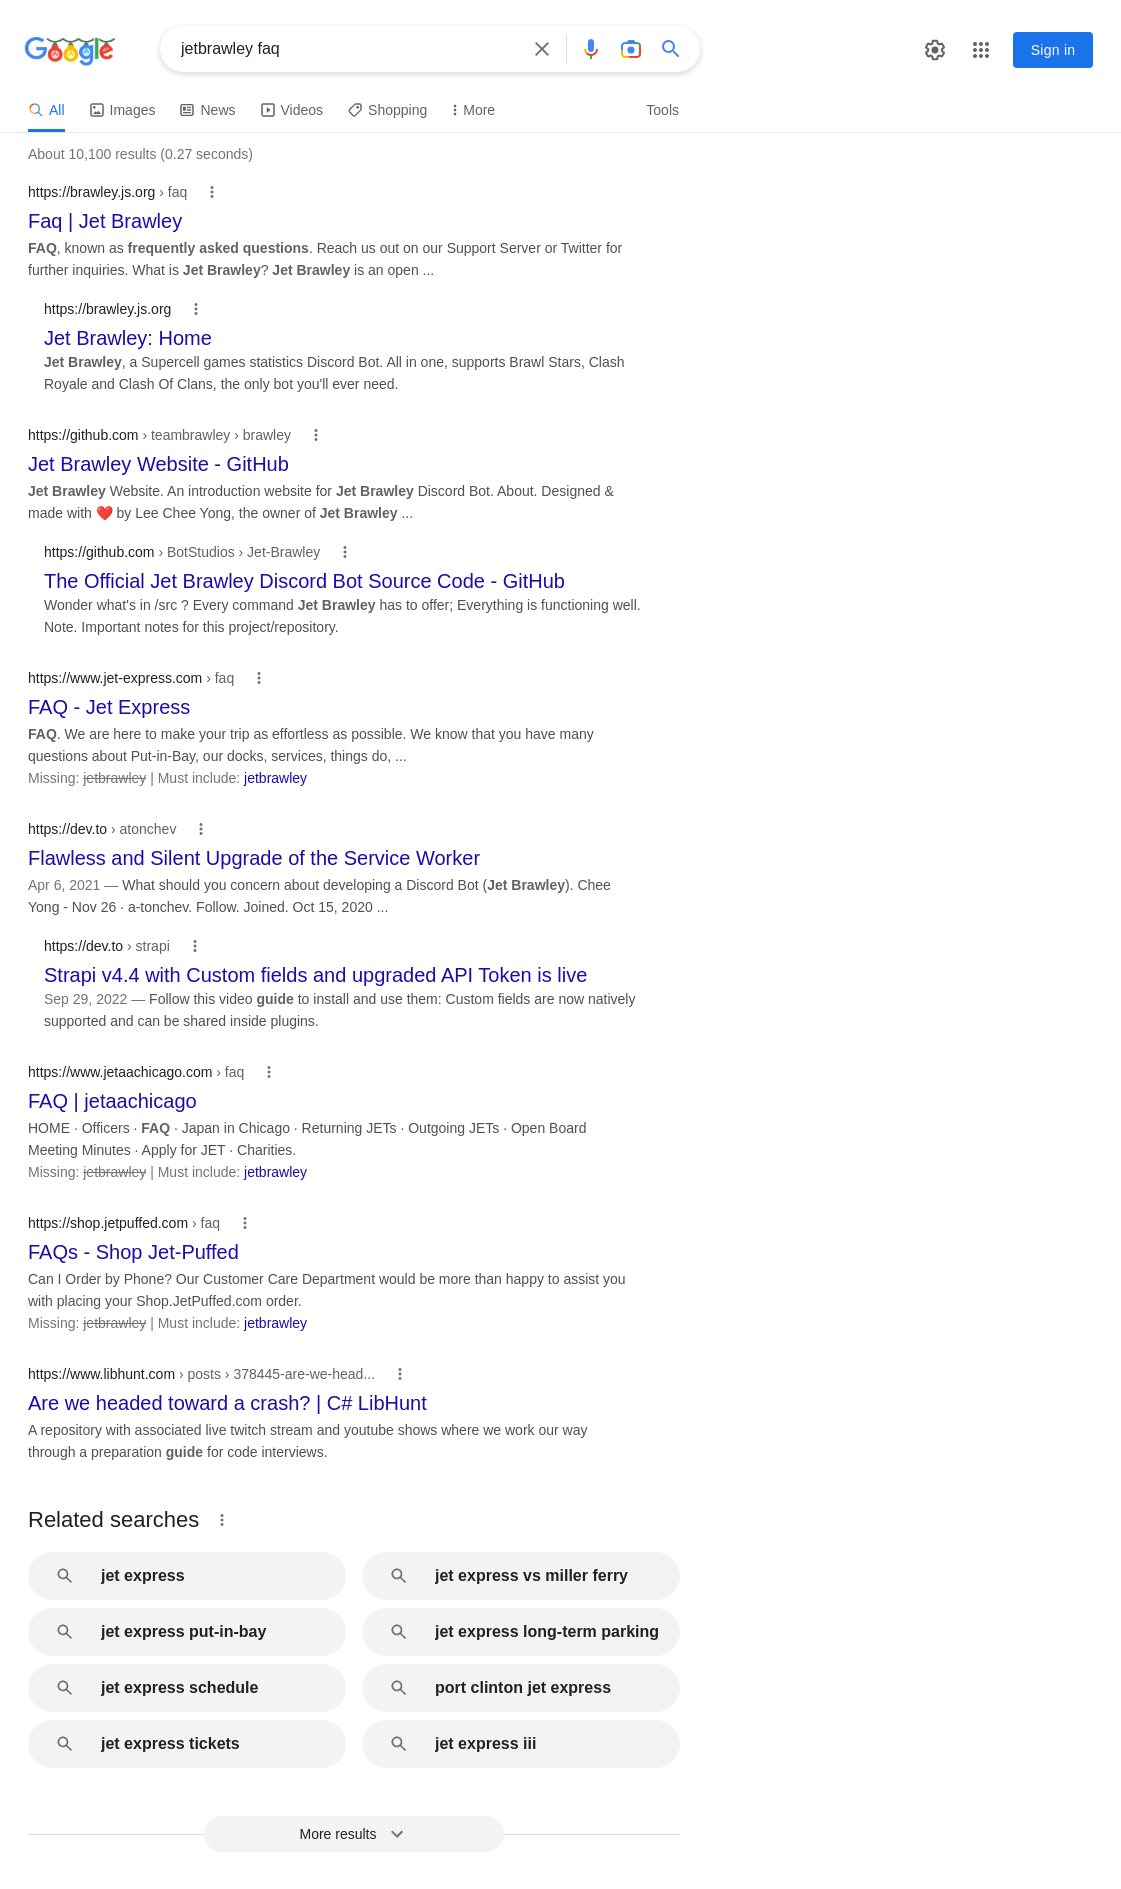 Google
jetbrawley faq
Sign in
All Images News Videos Shopping More Tools
About 10,100 results (0.27 seconds)
https://brawley.js.org › faq
Faq | Jet Brawley
FAQ, known as frequently asked questions. Reach us out on our Support Server or Twitter for
further inquiries. What is Jet Brawley? Jet Brawley is an open ...
https://brawley.js.org
Jet Brawley: Home
Jet Brawley, a Supercell games statistics Discord Bot. All in one, supports Brawl Stars, Clash
Royale and Clash Of Clans, the only bot you'll ever need.
https://github.com › teambrawley › brawley
Jet Brawley Website - GitHub
Jet Brawley Website. An introduction website for Jet Brawley Discord Bot. About. Designed &
made with ❤️ by Lee Chee Yong, the owner of Jet Brawley ...
https://github.com › BotStudios › Jet-Brawley
The Official Jet Brawley Discord Bot Source Code - GitHub
Wonder what's in /src ? Every command Jet Brawley has to offer; Everything is functioning well.
Note. Important notes for this project/repository.
https://www.jet-express.com › faq
FAQ - Jet Express
FAQ. We are here to make your trip as effortless as possible. We know that you have many
questions about Put-in-Bay, our docks, services, things do, ...
Missing: jetbrawley | Must include: jetbrawley
https://dev.to › atonchev
Flawless and Silent Upgrade of the Service Worker
Apr 6, 2021 — What should you concern about developing a Discord Bot (Jet Brawley). Chee
Yong - Nov 26 · a-tonchev. Follow. Joined. Oct 15, 2020 ...
https://dev.to › strapi
Strapi v4.4 with Custom fields and upgraded API Token is live
Sep 29, 2022 — Follow this video guide to install and use them: Custom fields are now natively
supported and can be shared inside plugins.
https://www.jetaachicago.com › faq
FAQ | jetaachicago
HOME · Officers · FAQ · Japan in Chicago · Returning JETs · Outgoing JETs · Open Board
Meeting Minutes · Apply for JET · Charities.
Missing: jetbrawley | Must include: jetbrawley
https://shop.jetpuffed.com › faq
FAQs - Shop Jet-Puffed
Can I Order by Phone? Our Customer Care Department would be more than happy to assist you
with placing your Shop.JetPuffed.com order.
Missing: jetbrawley | Must include: jetbrawley
https://www.libhunt.com › posts › 378445-are-we-head...
Are we headed toward a crash? | C# LibHunt
A repository with associated live twitch stream and youtube shows where we work our way
through a preparation guide for code interviews.
Related searches
jet express
jet express vs miller ferry
jet express put-in-bay
jet express long-term parking
jet express schedule
port clinton jet express
jet express tickets
jet express iii
More results